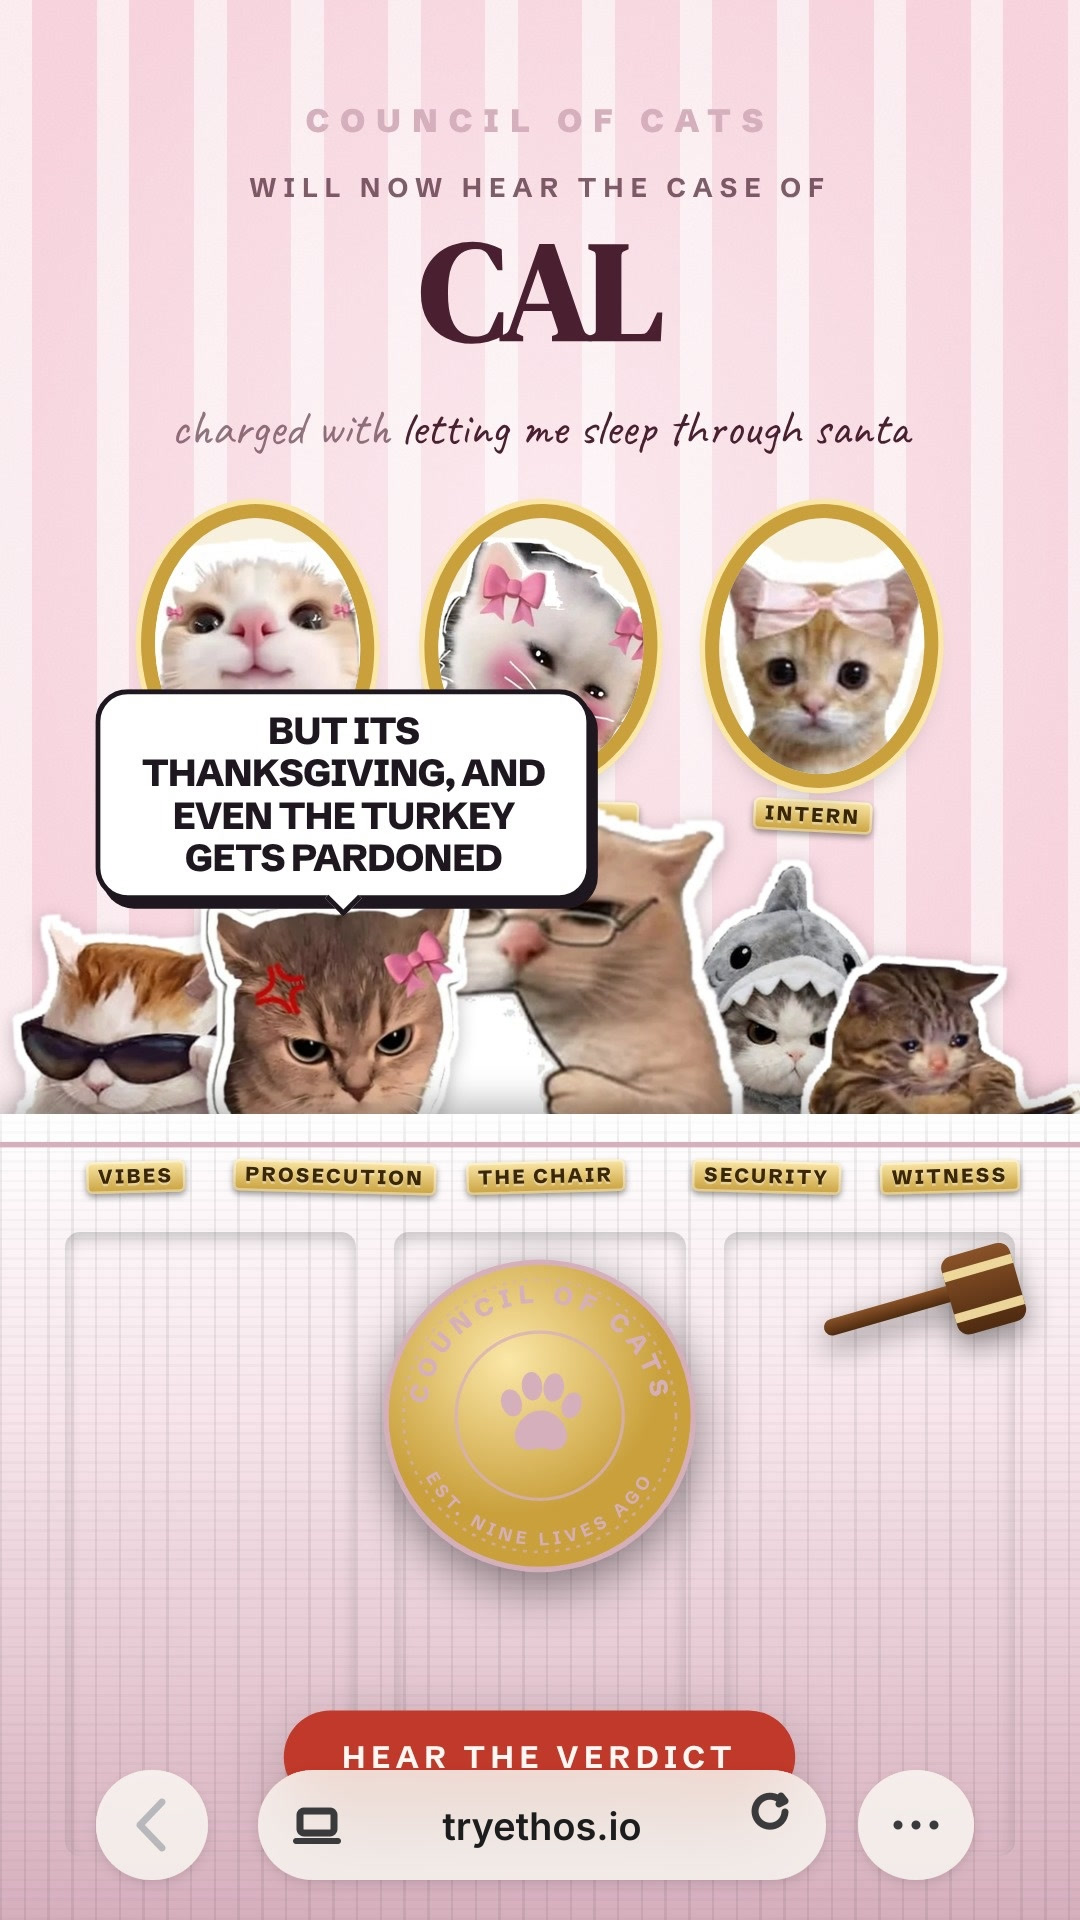 COUNCIL OF CATS
WILL NOW HEAR THE CASE OF
CAL
charged with letting me sleep through santa
BUT ITS
THANKSGIVING, AND
EVEN THE TURKEY
GETS PARDONED
INTERN
VIBES
PROSECUTION
THE CHAIR
SECURITY
WITNESS
COUNCIL OF CATS
EST. NINE LIVES AGO
HEAR THE VERDICT
tryethos.io